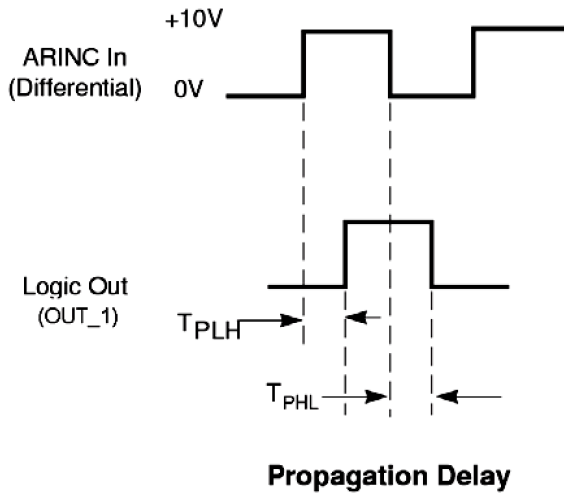 +10V
ARINC In
(Differential)
0V
Logic Out
(OUT_1)
TPLH
TPHL
Propagation Delay